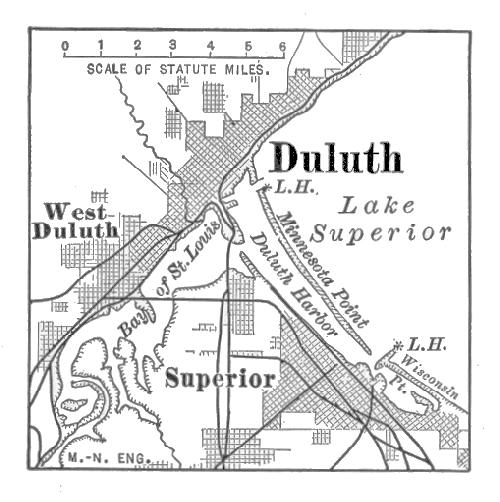 0 1 2 3 4 5 6
SCALE OF STATUTE MILES.
Duluth
L.H.
Lake
Superior
West
Duluth
Minnesota Point
Duluth Harbor
Bay of St. Louis
L.H.
Wisconsin
Pt.
Superior
M.-N. ENG.